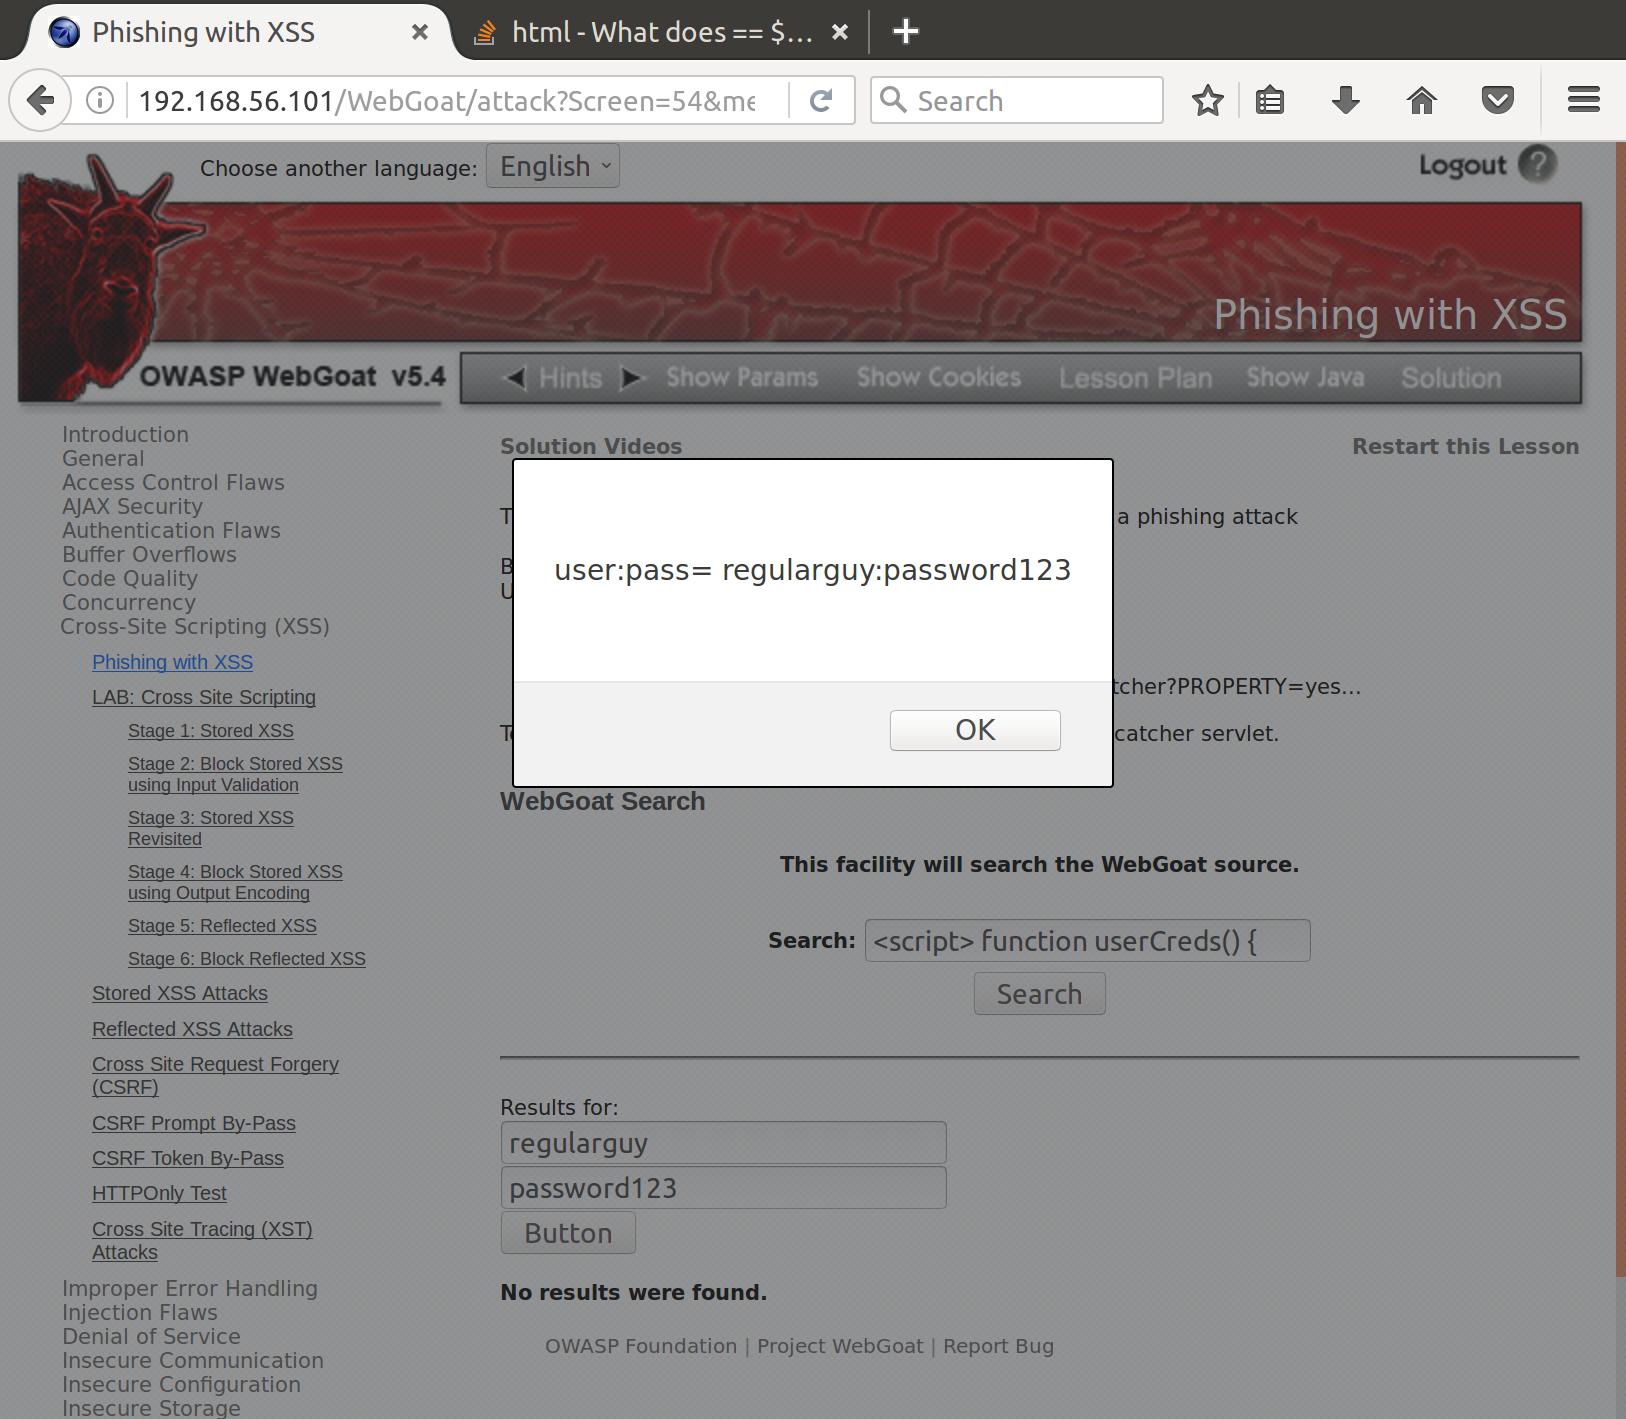 Phishing with XSS
html - What does == $...
192.168.56.101/WebGoat/attack?Screen=54&me
Search
Choose another language:
English
Logout
?
Phishing with XSS
OWASP WebGoat v5.4
Hints
Show Params
Show Cookies
Lesson Plan
Show Java
Solution
Introduction
General
Access Control Flaws
AJAX Security
Authentication Flaws
Buffer Overflows
Code Quality
Concurrency
Cross-Site Scripting (XSS)
Phishing with XSS
LAB: Cross Site Scripting
Stage 1: Stored XSS
Stage 2: Block Stored XSS
using Input Validation
Stage 3: Stored XSS
Revisited
Stage 4: Block Stored XSS
using Output Encoding
Stage 5: Reflected XSS
Stage 6: Block Reflected XSS
Stored XSS Attacks
Reflected XSS Attacks
Cross Site Request Forgery
(CSRF)
CSRF Prompt By-Pass
CSRF Token By-Pass
HTTPOnly Test
Cross Site Tracing (XST)
Attacks
Improper Error Handling
Injection Flaws
Denial of Service
Insecure Communication
Insecure Configuration
Insecure Storage
Solution Videos
Restart this Lesson
a phishing attack
user:pass= regularguy:password123
OK
tcher?PROPERTY=yes...
catcher servlet.
WebGoat Search
This facility will search the WebGoat source.
Search:
<script> function userCreds() {
Search
Results for:
regularguy
password123
Button
No results were found.
OWASP Foundation | Project WebGoat | Report Bug